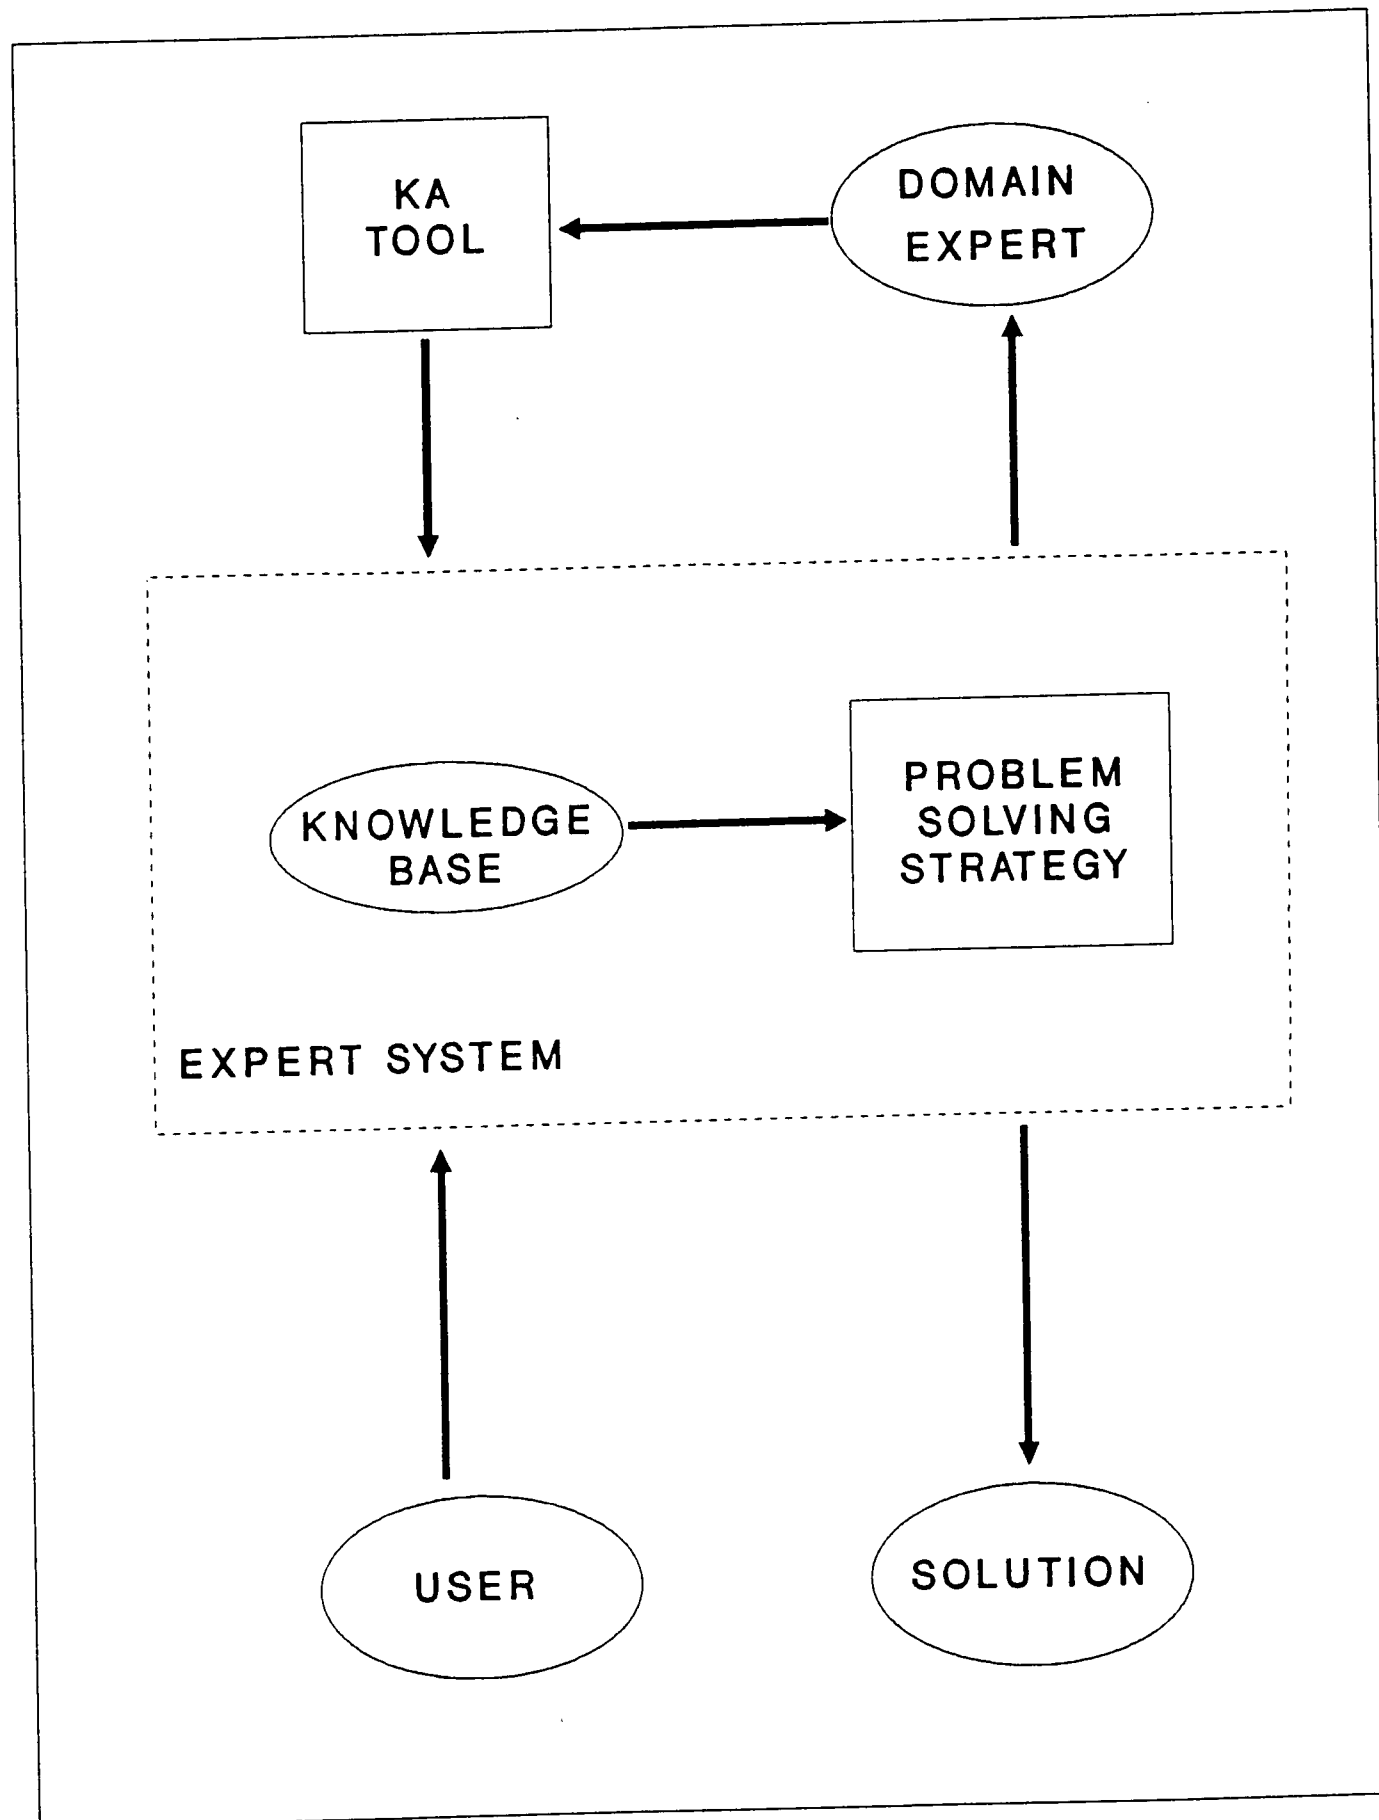 KA
TOOL
DOMAIN
EXPERT
KNOWLEDGE
BASE
PROBLEM
SOLVING
STRATEGY
EXPERT SYSTEM
USER
SOLUTION